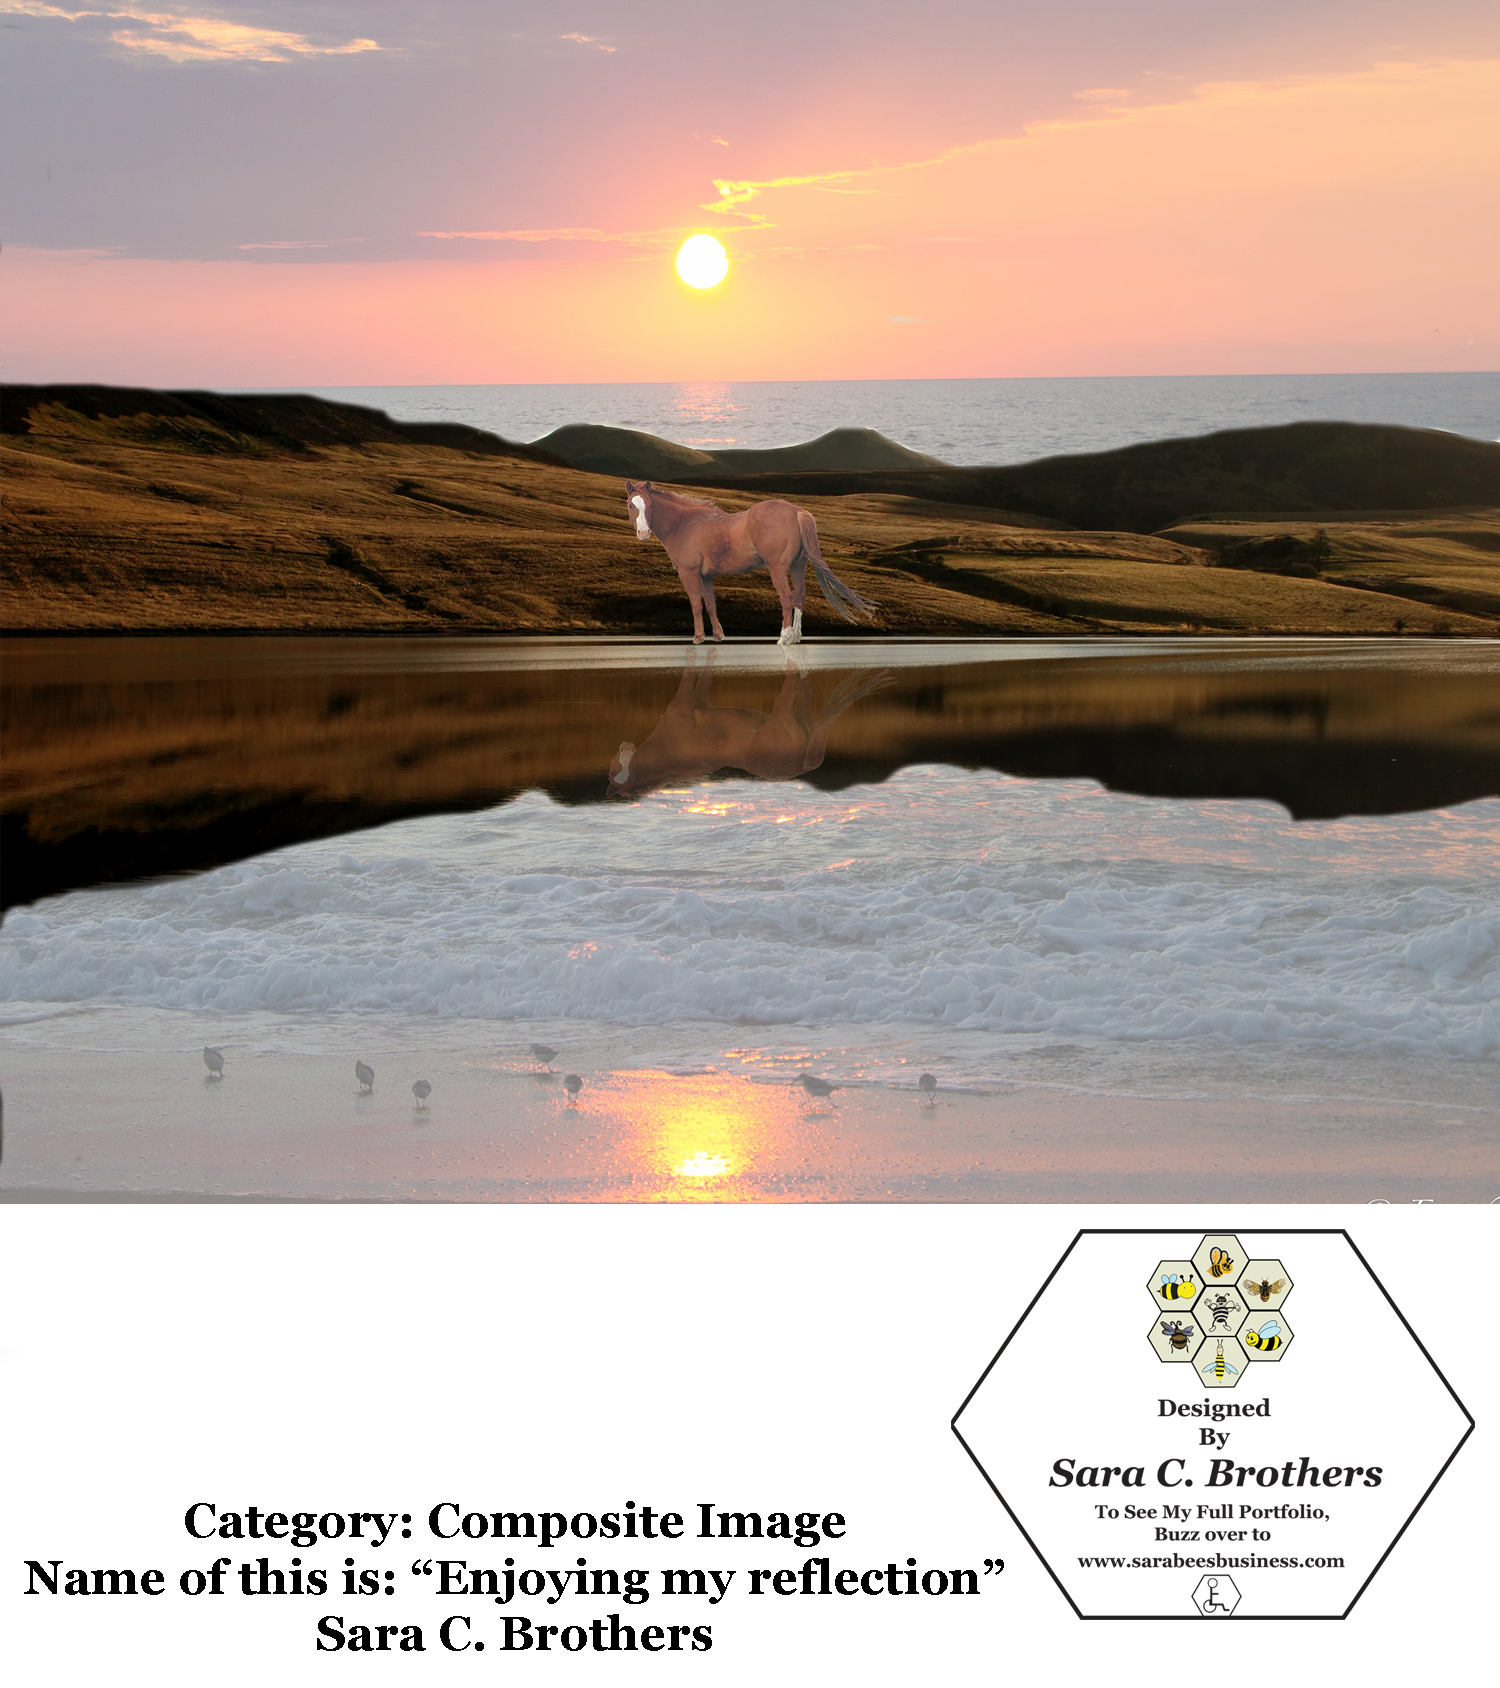 Designed
By
Sara C. Brothers
To See My Full Portfolio,
Buzz over to
www.sarabeesbusiness.com
Category: Composite Image
Name of this is: “Enjoying my reflection”
Sara C. Brothers